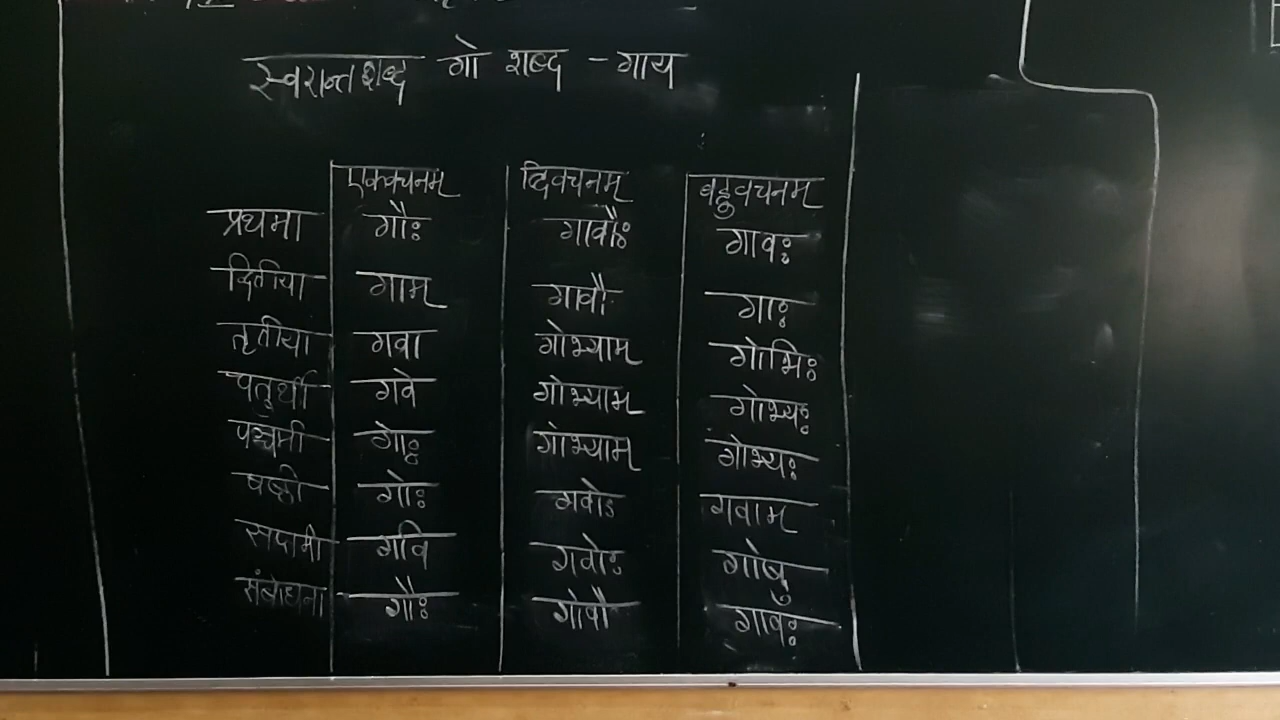 स्वरान्त शब्द गो शब्द - गाय
एकवचनम् द्विवचनम् बहुवचनम्
प्रथमा गौः गावौः गावः
द्वितीया गाम् गावौ गाः
तृतीया गवा गोभ्याम् गोभिः
चतुर्थी गवे गोभ्याम् गोभ्यः
पञ्चमी गोः गोभ्याम् गोभ्यः
षष्ठी गोः गवोः गवाम्
सप्तमी गवि गवोः गोषु
संबोधना गौः गोवौ गावः